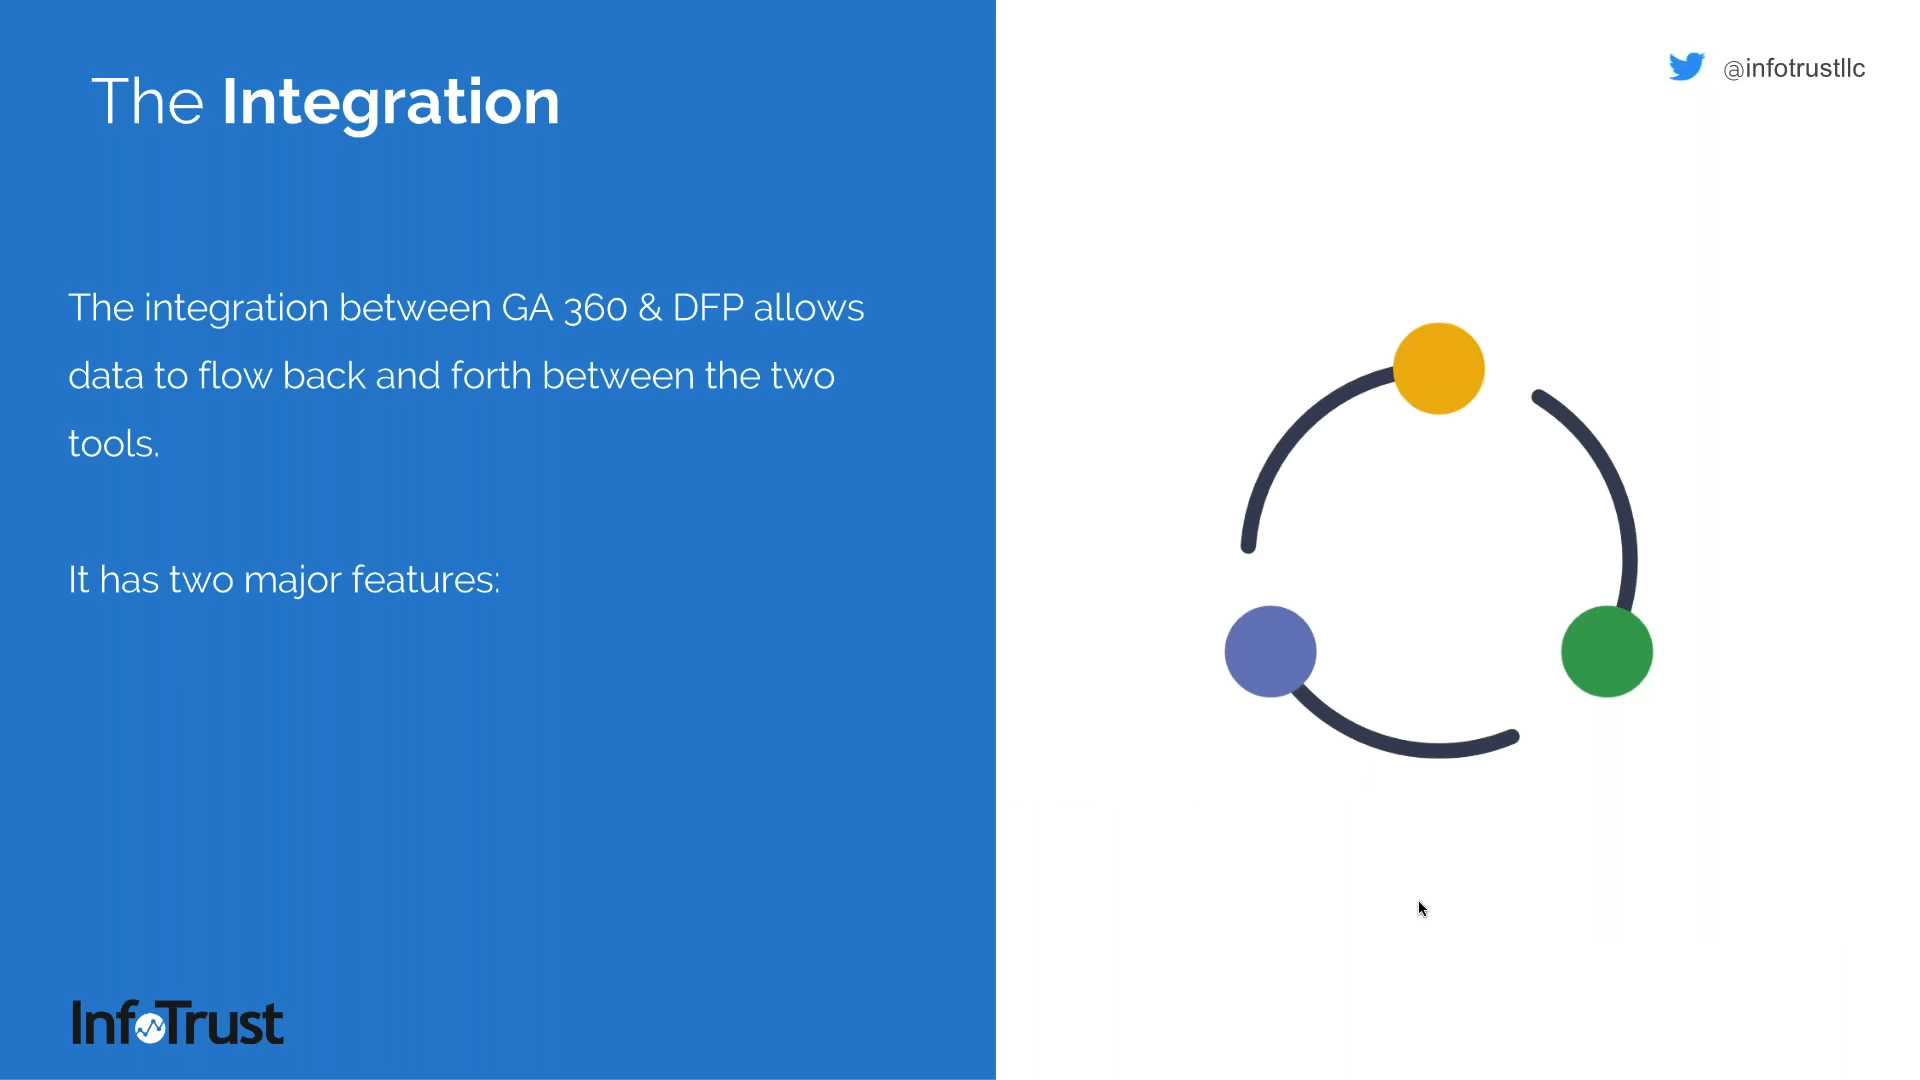 The Integration
@infotrustllc
The integration between GA 360 & DFP allows
data to flow back and forth between the two
tools.
It has two major features:
InfoTrust